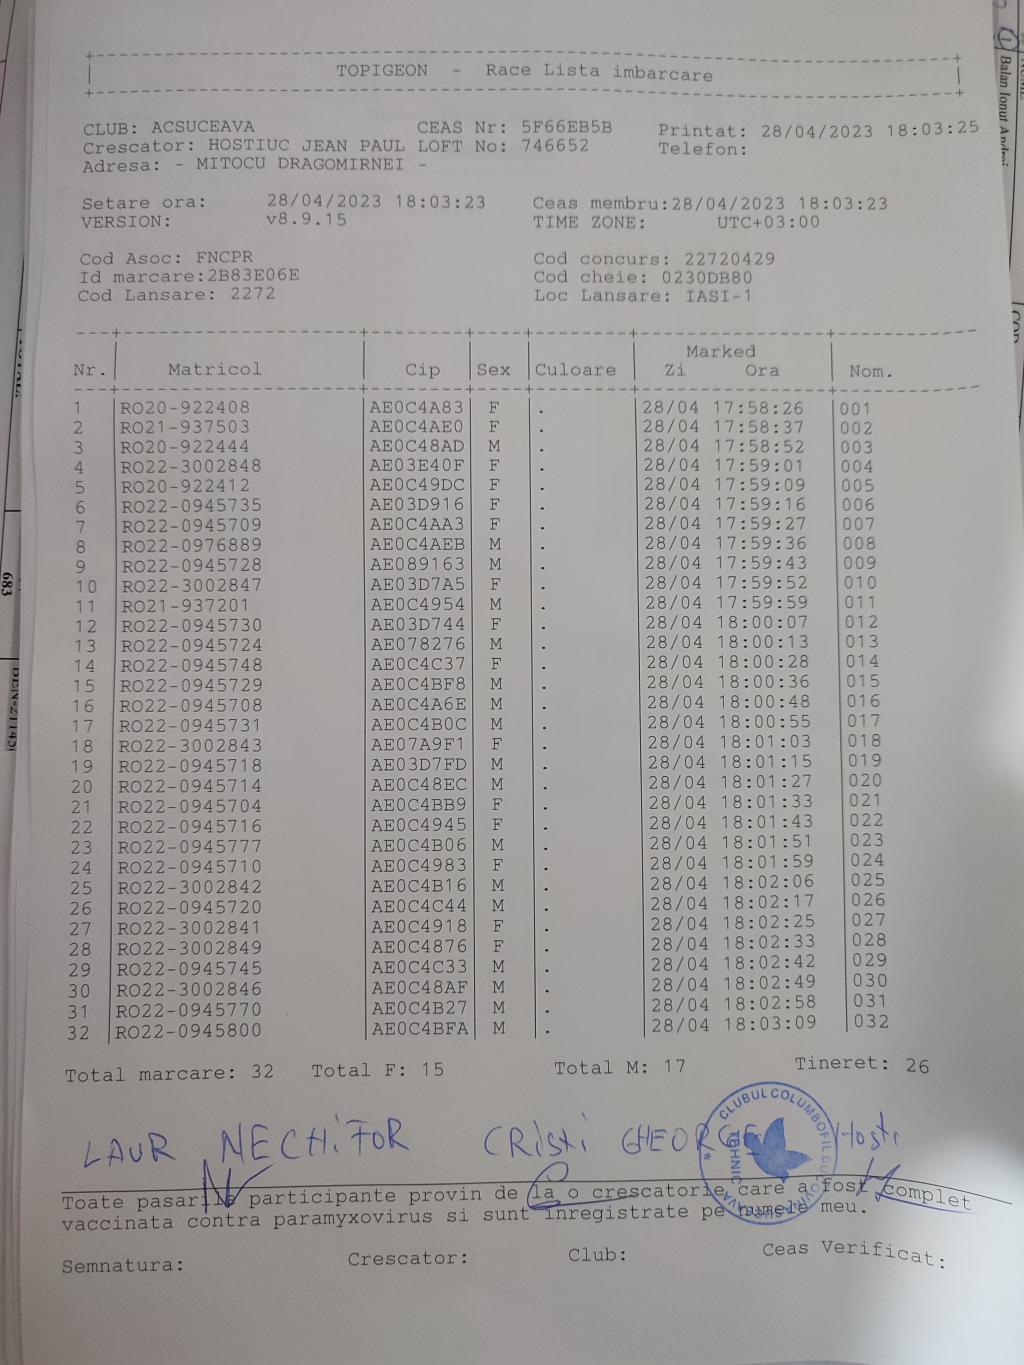 TOPIGEON - Race Lista imbarcare
CLUB: ACSUCEAVA CEAS Nr: 5F66EB5B Printat: 28/04/2023 18:03:25
Crescator: HOSTIUC JEAN PAUL LOFT No: 746652 Telefon:
Adresa: - MITOCU DRAGOMIRNEI -
Setare ora: 28/04/2023 18:03:23 Ceas membru:28/04/2023 18:03:23
VERSION: v8.9.15 TIME ZONE: UTC+03:00
Cod Asoc: FNCPR Cod concurs: 22720429
Id marcare:2B83E06E Cod cheie: 0230DB80
Cod Lansare: 2272 Loc Lansare: IASI-1
Marked
Nr. Matricol Cip Sex Culoare Zi Ora Nom.
1 RO20-922408 AE0C4A83 F . 28/04 17:58:26 001
2 RO21-937503 AE0C4AE0 F . 28/04 17:58:37 002
3 RO20-922444 AE0C48AD M . 28/04 17:58:52 003
4 RO22-3002848 AE03E40F F . 28/04 17:59:01 004
5 RO20-922412 AE0C49DC F . 28/04 17:59:09 005
6 RO22-0945735 AE03D916 F . 28/04 17:59:16 006
7 RO22-0945709 AE0C4AA3 F . 28/04 17:59:27 007
8 RO22-0976889 AE0C4AEB M . 28/04 17:59:36 008
9 RO22-0945728 AE089163 M . 28/04 17:59:43 009
10 RO22-3002847 AE03D7A5 F . 28/04 17:59:52 010
11 RO21-937201 AE0C4954 M . 28/04 17:59:59 011
12 RO22-0945730 AE03D744 F . 28/04 18:00:07 012
13 RO22-0945724 AE078276 M . 28/04 18:00:13 013
14 RO22-0945748 AE0C4C37 F . 28/04 18:00:28 014
15 RO22-0945729 AE0C4BF8 M . 28/04 18:00:36 015
16 RO22-0945708 AE0C4A6E M . 28/04 18:00:48 016
17 RO22-0945731 AE0C4B0C M . 28/04 18:00:55 017
18 RO22-3002843 AE07A9F1 F . 28/04 18:01:03 018
19 RO22-0945718 AE03D7FD M . 28/04 18:01:15 019
20 RO22-0945714 AE0C48EC M . 28/04 18:01:27 020
21 RO22-0945704 AE0C4BB9 F . 28/04 18:01:33 021
22 RO22-0945716 AE0C4945 F . 28/04 18:01:43 022
23 RO22-0945777 AE0C4B06 M . 28/04 18:01:51 023
24 RO22-0945710 AE0C4983 F . 28/04 18:01:59 024
25 RO22-3002842 AE0C4B16 M . 28/04 18:02:06 025
26 RO22-0945720 AE0C4C44 M . 28/04 18:02:17 026
27 RO22-3002841 AE0C4918 F . 28/04 18:02:25 027
28 RO22-3002849 AE0C4876 F . 28/04 18:02:33 028
29 RO22-0945745 AE0C4C33 M . 28/04 18:02:42 029
30 RO22-3002846 AE0C48AF M . 28/04 18:02:49 030
31 RO22-0945770 AE0C4B27 M . 28/04 18:02:58 031
32 RO22-0945800 AE0C4BFA M . 28/04 18:03:09 032
Total marcare: 32 Total F: 15 Total M: 17 Tineret: 26
LAUR NECHIFOR CRisti GHEORGE Hosti
CLUBUL COLUMBOFIL TEHNIC
Toate pasarile participante provin de la o crescatorie care a fost complet
vaccinata contra paramyxovirus si sunt inregistrate pe numele meu.
Semnatura: Crescator: Club: Ceas Verificat:
1 Balan Ionut
683